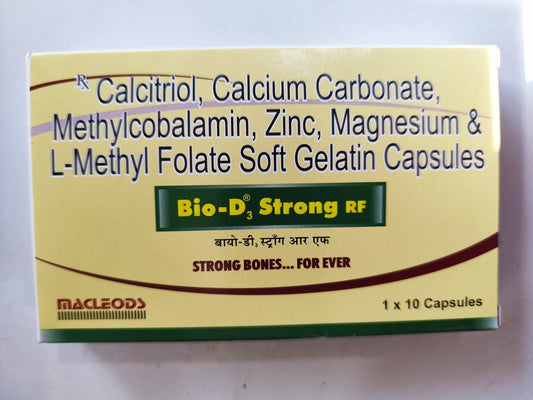 Rx Calcitriol, Calcium Carbonate,
Methylcobalamin, Zinc, Magnesium &
L-Methyl Folate Soft Gelatin Capsules
Bio-D3® Strong RF
बायो-डी, स्ट्रॉंग आर एफ
STRONG BONES... FOR EVER
MACLEODS
1 x 10 Capsules